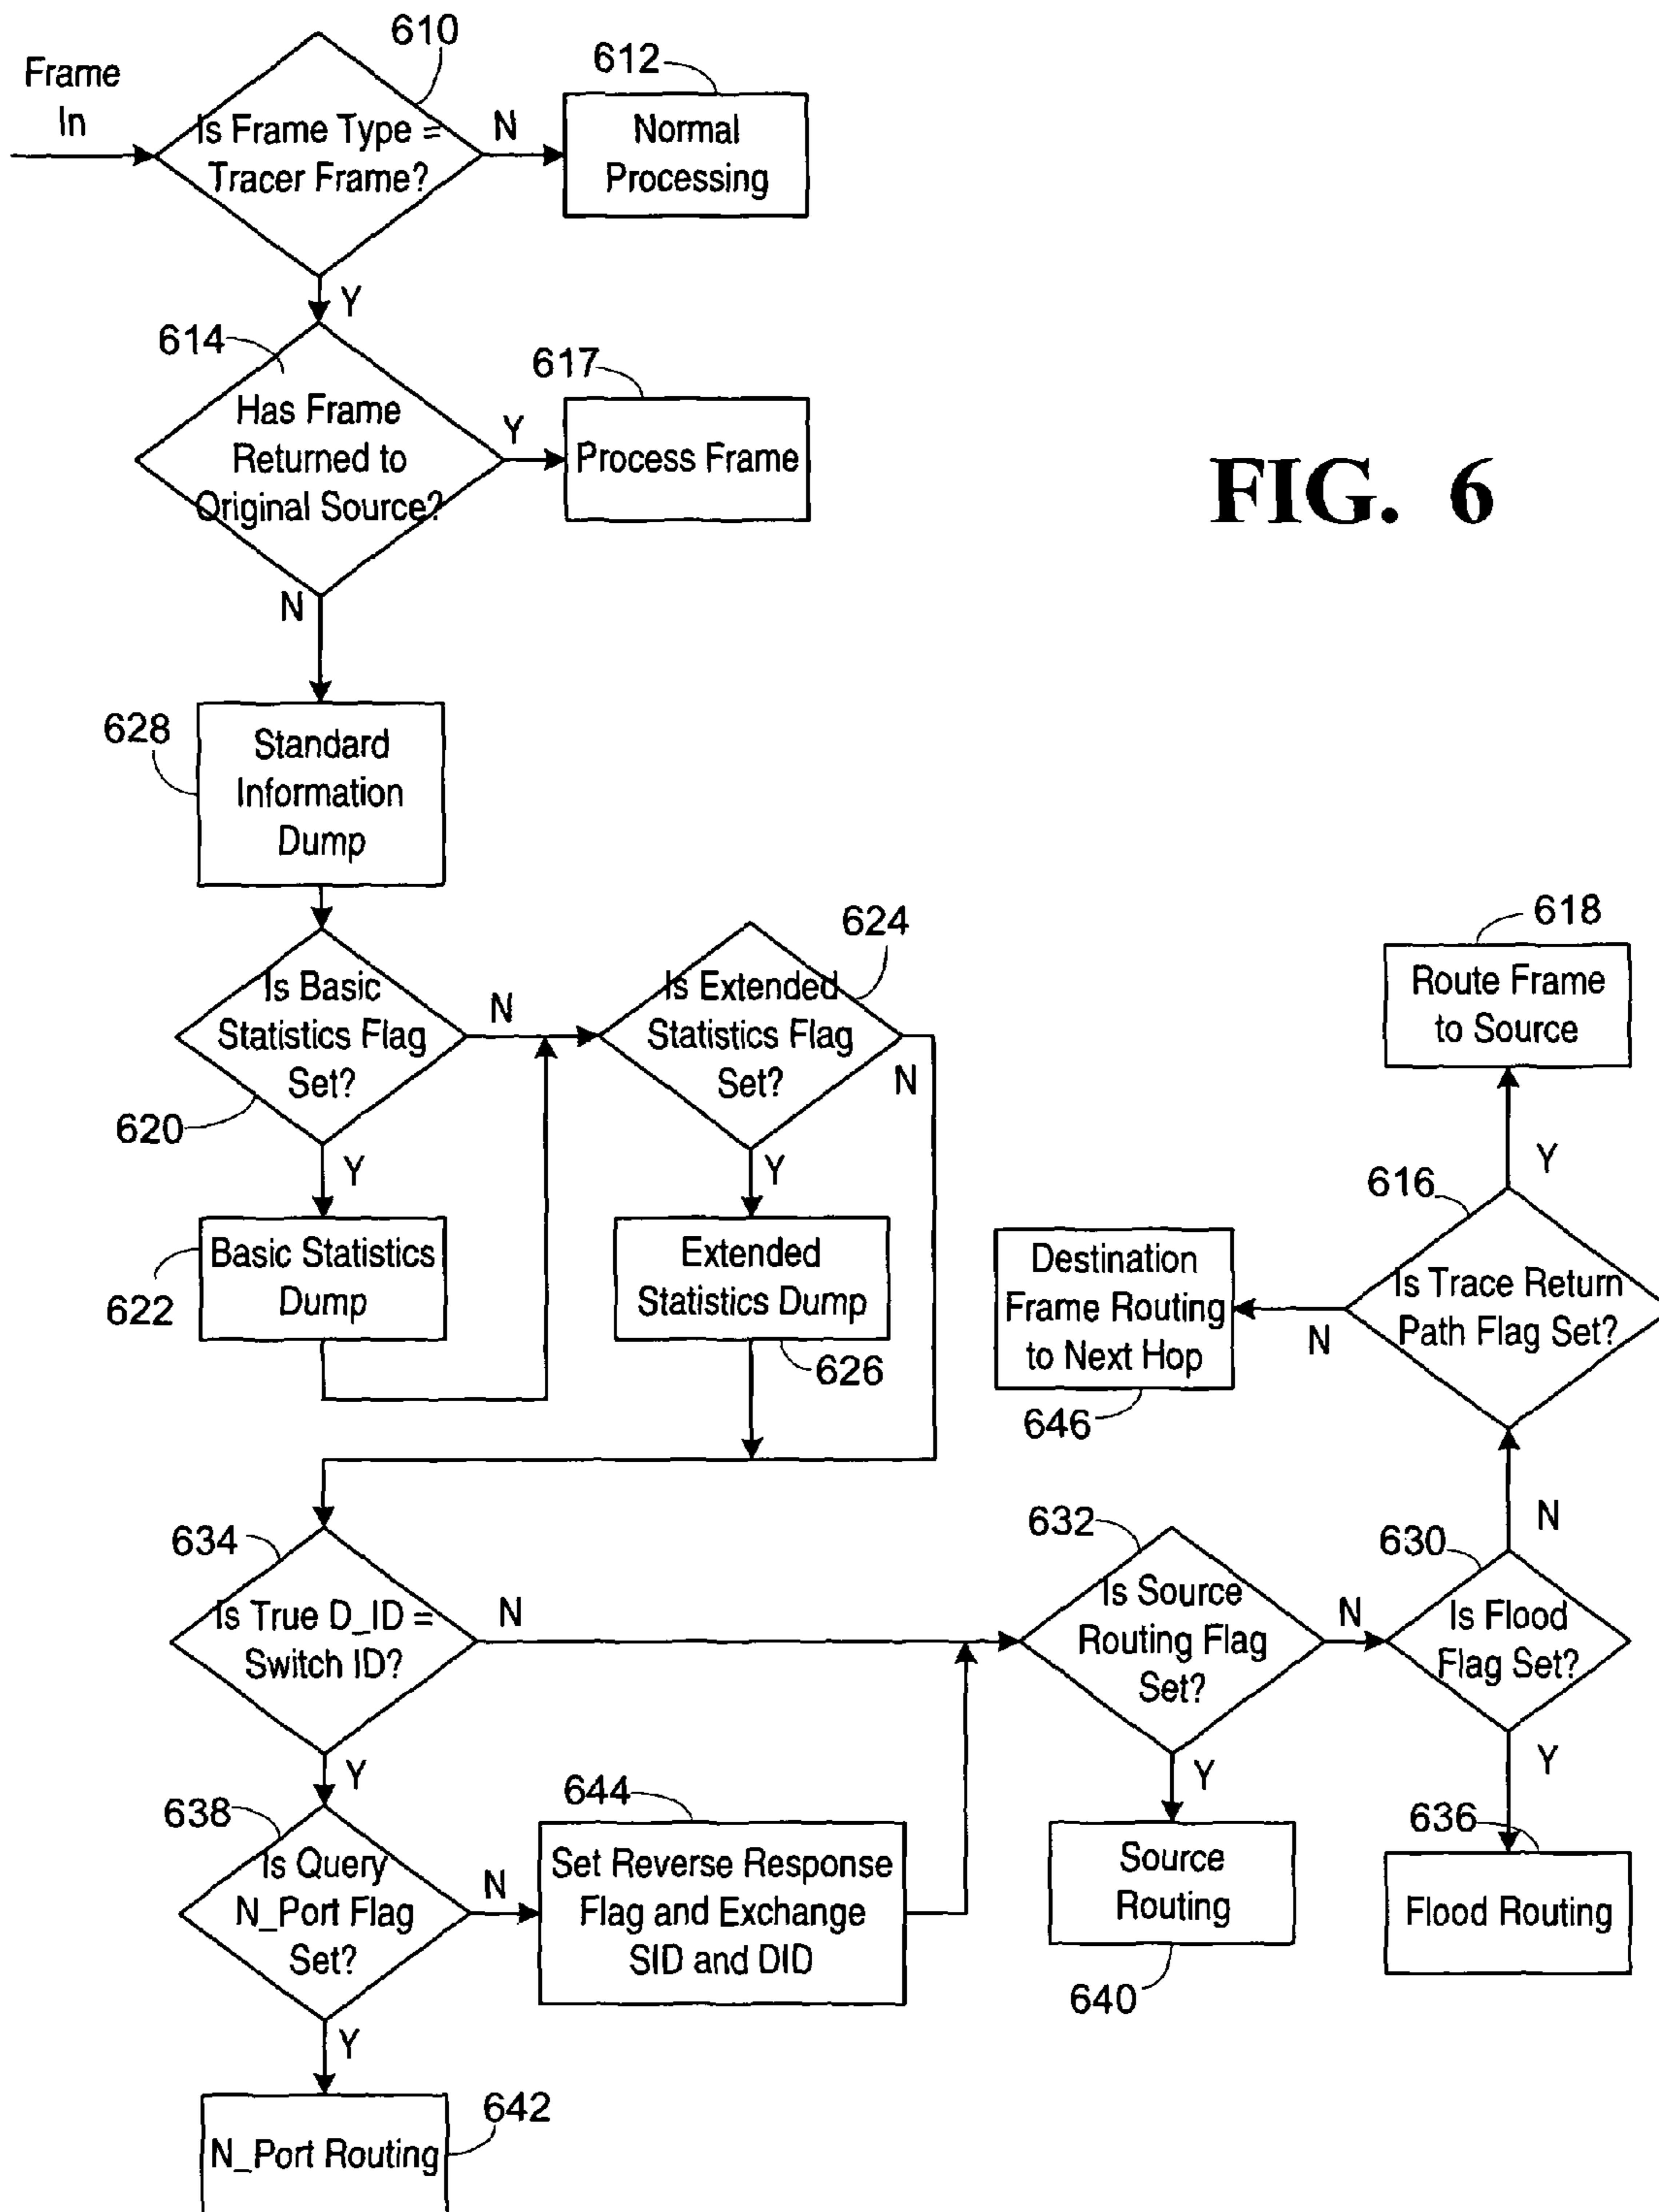 610
Frame
In
Is Frame Type =
Tracer Frame?
N
612
Normal
Processing
Y
614
Has Frame
Returned to
Original Source?
Y
617
Process Frame
FIG. 6
N
628
Standard
Information
Dump
620
Is Basic
Statistics Flag
Set?
N
624
Is Extended
Statistics Flag
Set?
N
Y
622
Basic Statistics
Dump
Y
Extended
Statistics Dump
626
618
Route Frame
to Source
Y
616
Is Trace Return
Path Flag Set?
N
Destination
Frame Routing
to Next Hop
646
N
634
Is True D_ID =
Switch ID?
N
632
Is Source
Routing Flag
Set?
N
630
Is Flood
Flag Set?
Y
638
Is Query
N_Port Flag
Set?
N
644
Set Reverse Response
Flag and Exchange
SID and DID
Y
Source
Routing
640
Y
636
Flood Routing
Y
642
N_Port Routing